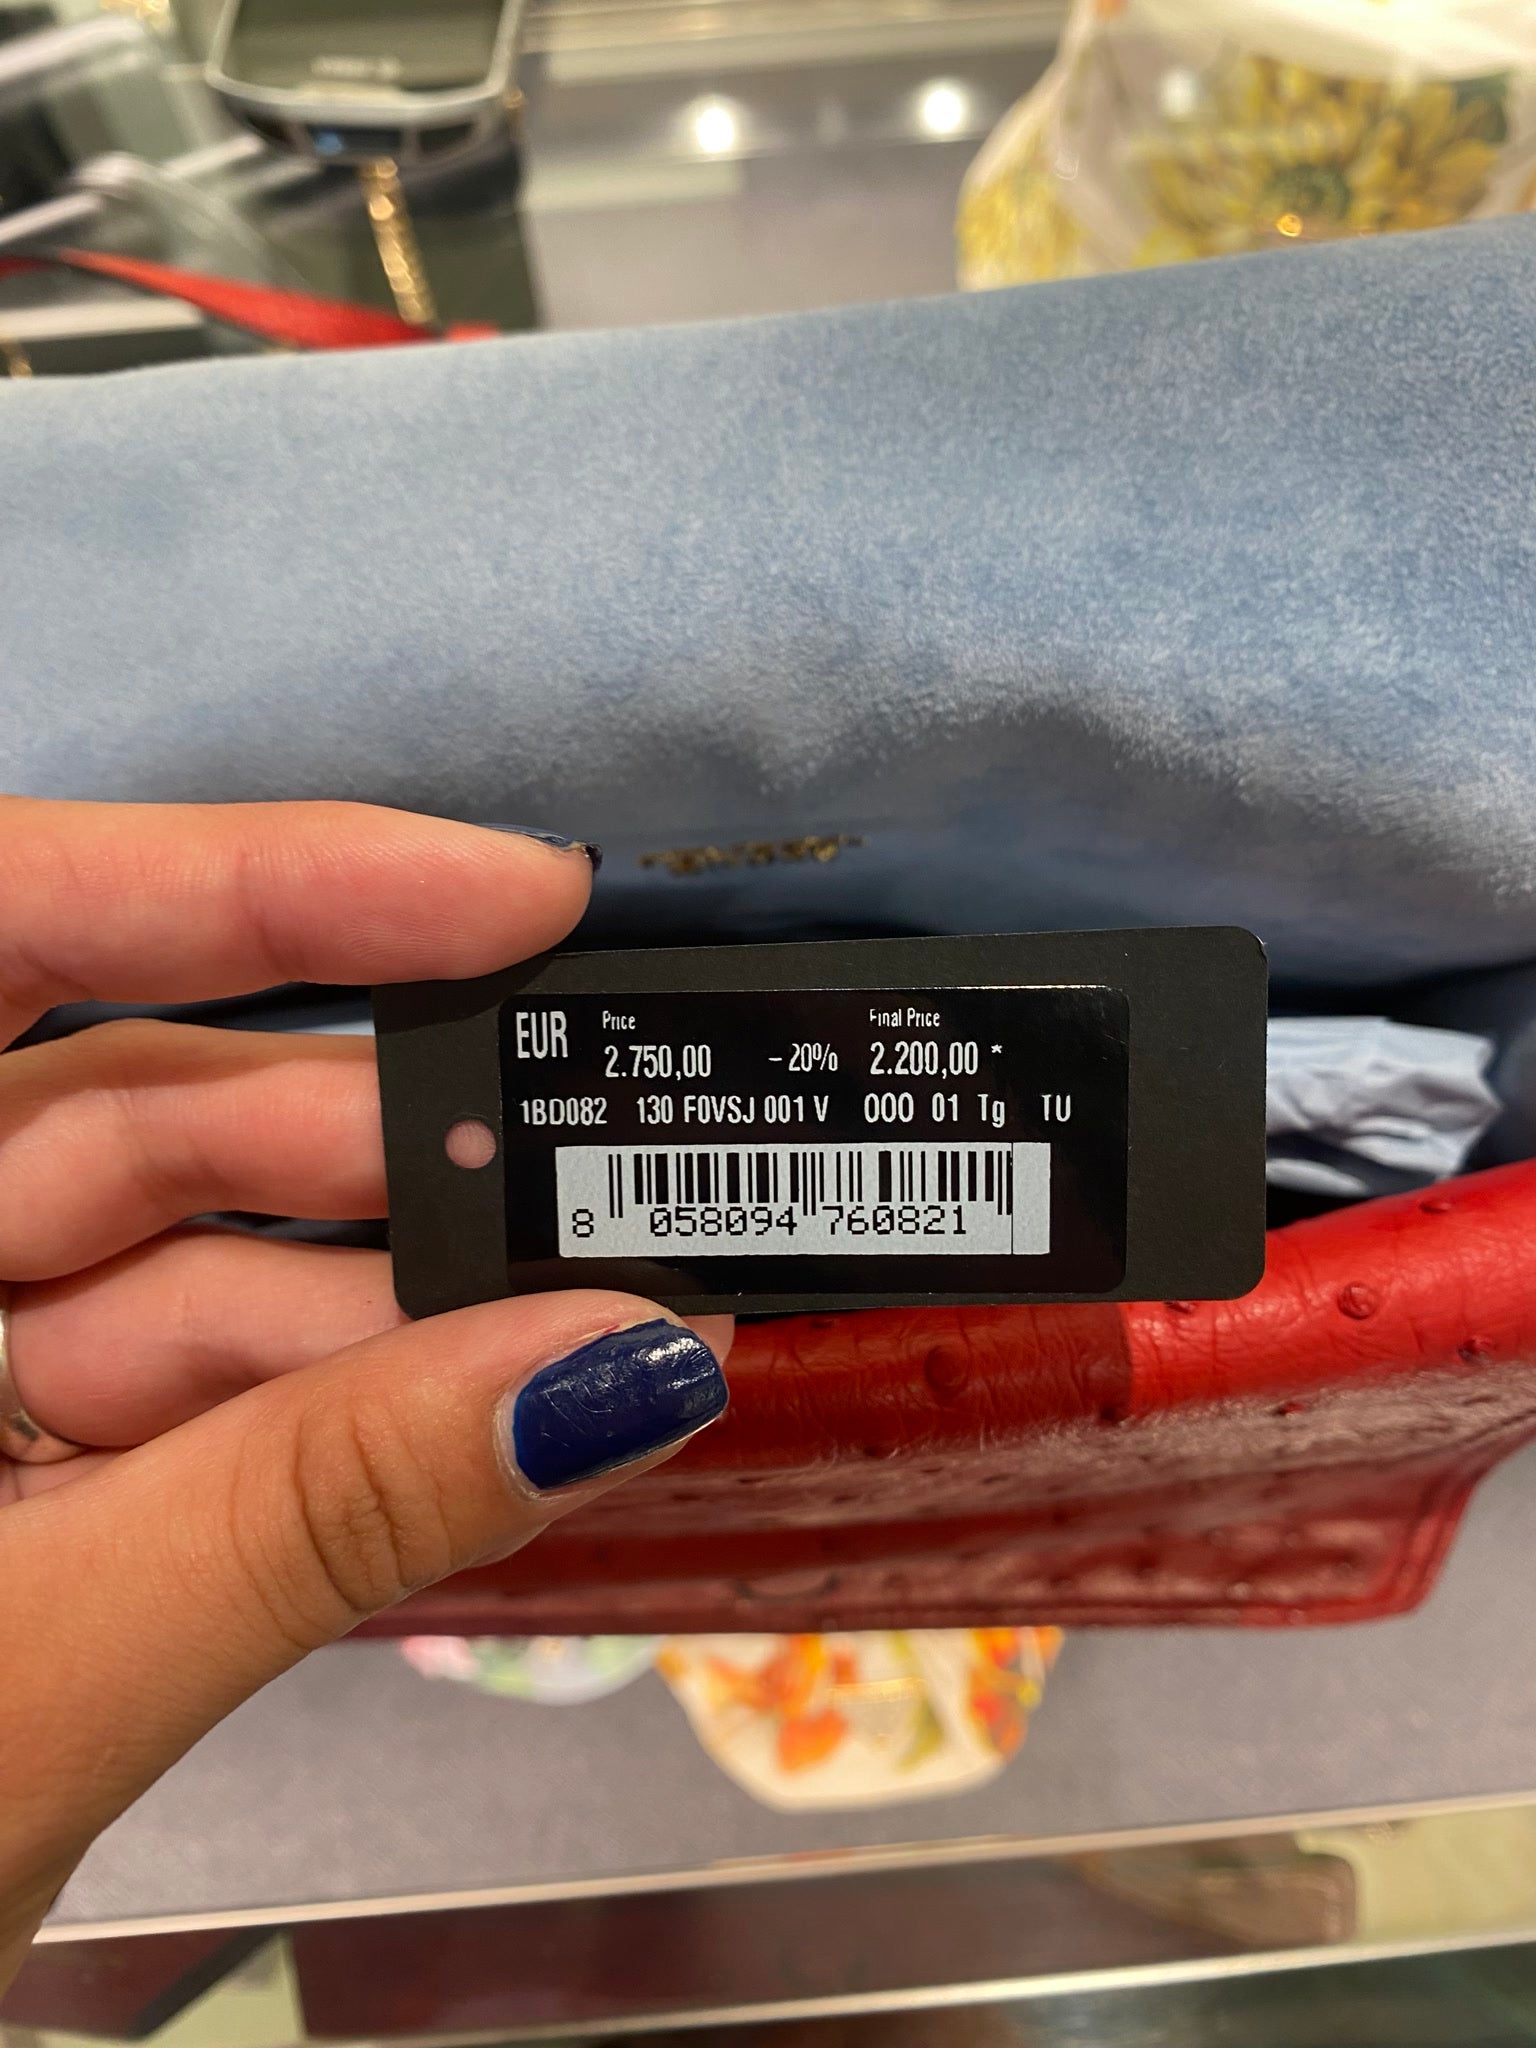 EUR Price Final Price
2.750,00 -20% 2.200,00 *
1BD082 130 F0VSJ 001 V 000 01 Tg TU
8 058094 760821